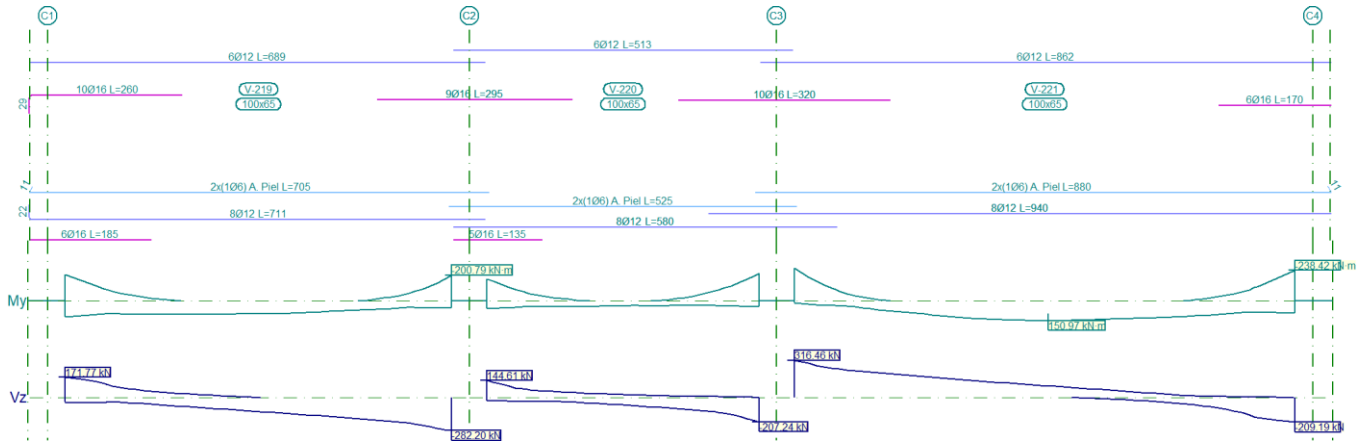 C1 C2 C3 C4
6Ø12 L=513
6Ø12 L=689 6Ø12 L=862
10Ø16 L=260 V-219 9Ø16 L=295 V-220 10Ø16 L=320 V-221
29 100x65 100x65 100x65 6Ø16 L=170
11 2x(1Ø6) A. Piel L=705 2x(1Ø6) A. Piel L=880 11
2x(1Ø6) A. Piel L=525
22 8Ø12 L=711 8Ø12 L=940
8Ø12 L=580
6Ø16 L=185 5Ø16 L=135
-200.79 kN·m -238.42 kN·m
My
150.97 kN·m
316.46 kN
171.77 kN 144.61 kN
Vz
-282.20 kN -207.24 kN -209.19 kN